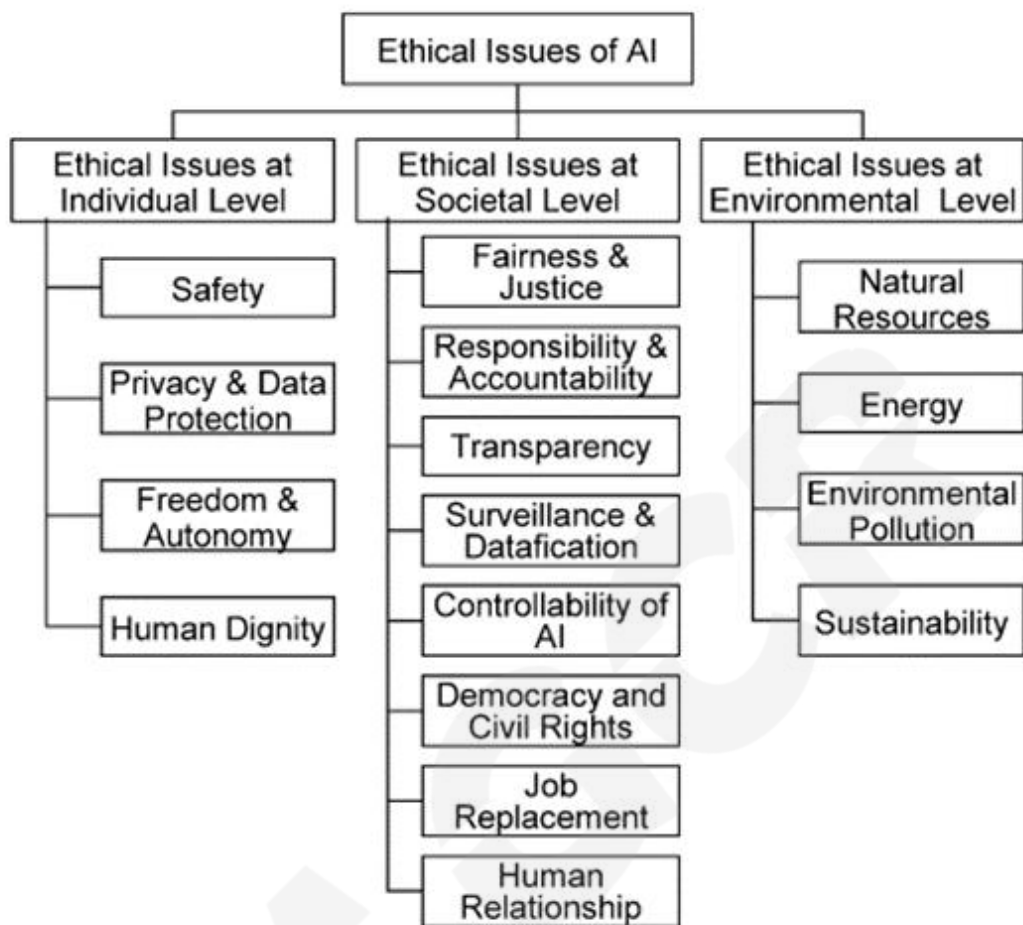 Ethical Issues of AI
Ethical Issues at
Individual Level
Safety
Privacy & Data
Protection
Freedom &
Autonomy
Human Dignity
Ethical Issues at
Societal Level
Fairness &
Justice
Responsibility &
Accountability
Transparency
Surveillance &
Datafication
Controllability of
AI
Democracy and
Civil Rights
Job
Replacement
Human
Relationship
Ethical Issues at
Environmental Level
Natural
Resources
Energy
Environmental
Pollution
Sustainability